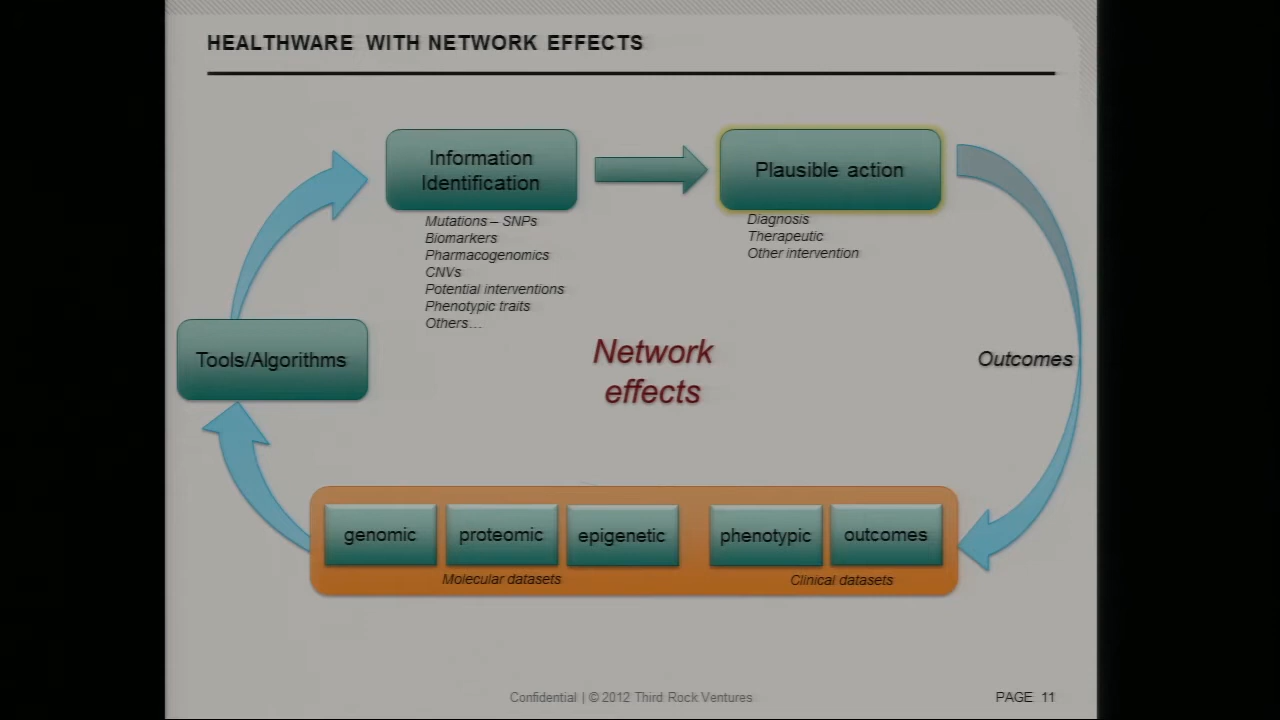 HEALTHWARE WITH NETWORK EFFECTS
Information
Identification
Plausible action
Mutations – SNPs
Biomarkers
Pharmacogenomics
CNVs
Potential interventions
Phenotypic traits
Others…
Diagnosis
Therapeutic
Other intervention
Tools/Algorithms
Network
effects
Outcomes
genomic
proteomic
epigenetic
phenotypic
outcomes
Molecular datasets
Clinical datasets
Confidential | © 2012 Third Rock Ventures
PAGE 11